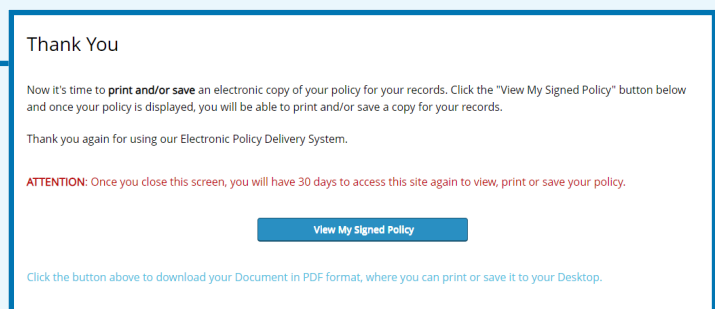 Thank You
Now it's time to print and/or save an electronic copy of your policy for your records. Click the "View My Signed Policy" button below
and once your policy is displayed, you will be able to print and/or save a copy for your records.
Thank you again for using our Electronic Policy Delivery System.
ATTENTION: Once you close this screen, you will have 30 days to access this site again to view, print or save your policy.
View My Signed Policy
Click the button above to download your Document in PDF format, where you can print or save it to your Desktop.